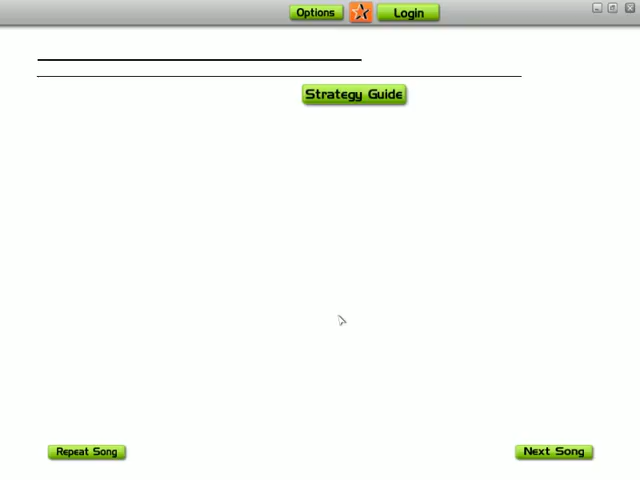 Options
Login
Strategy Guide
Repeat Song
Next Song